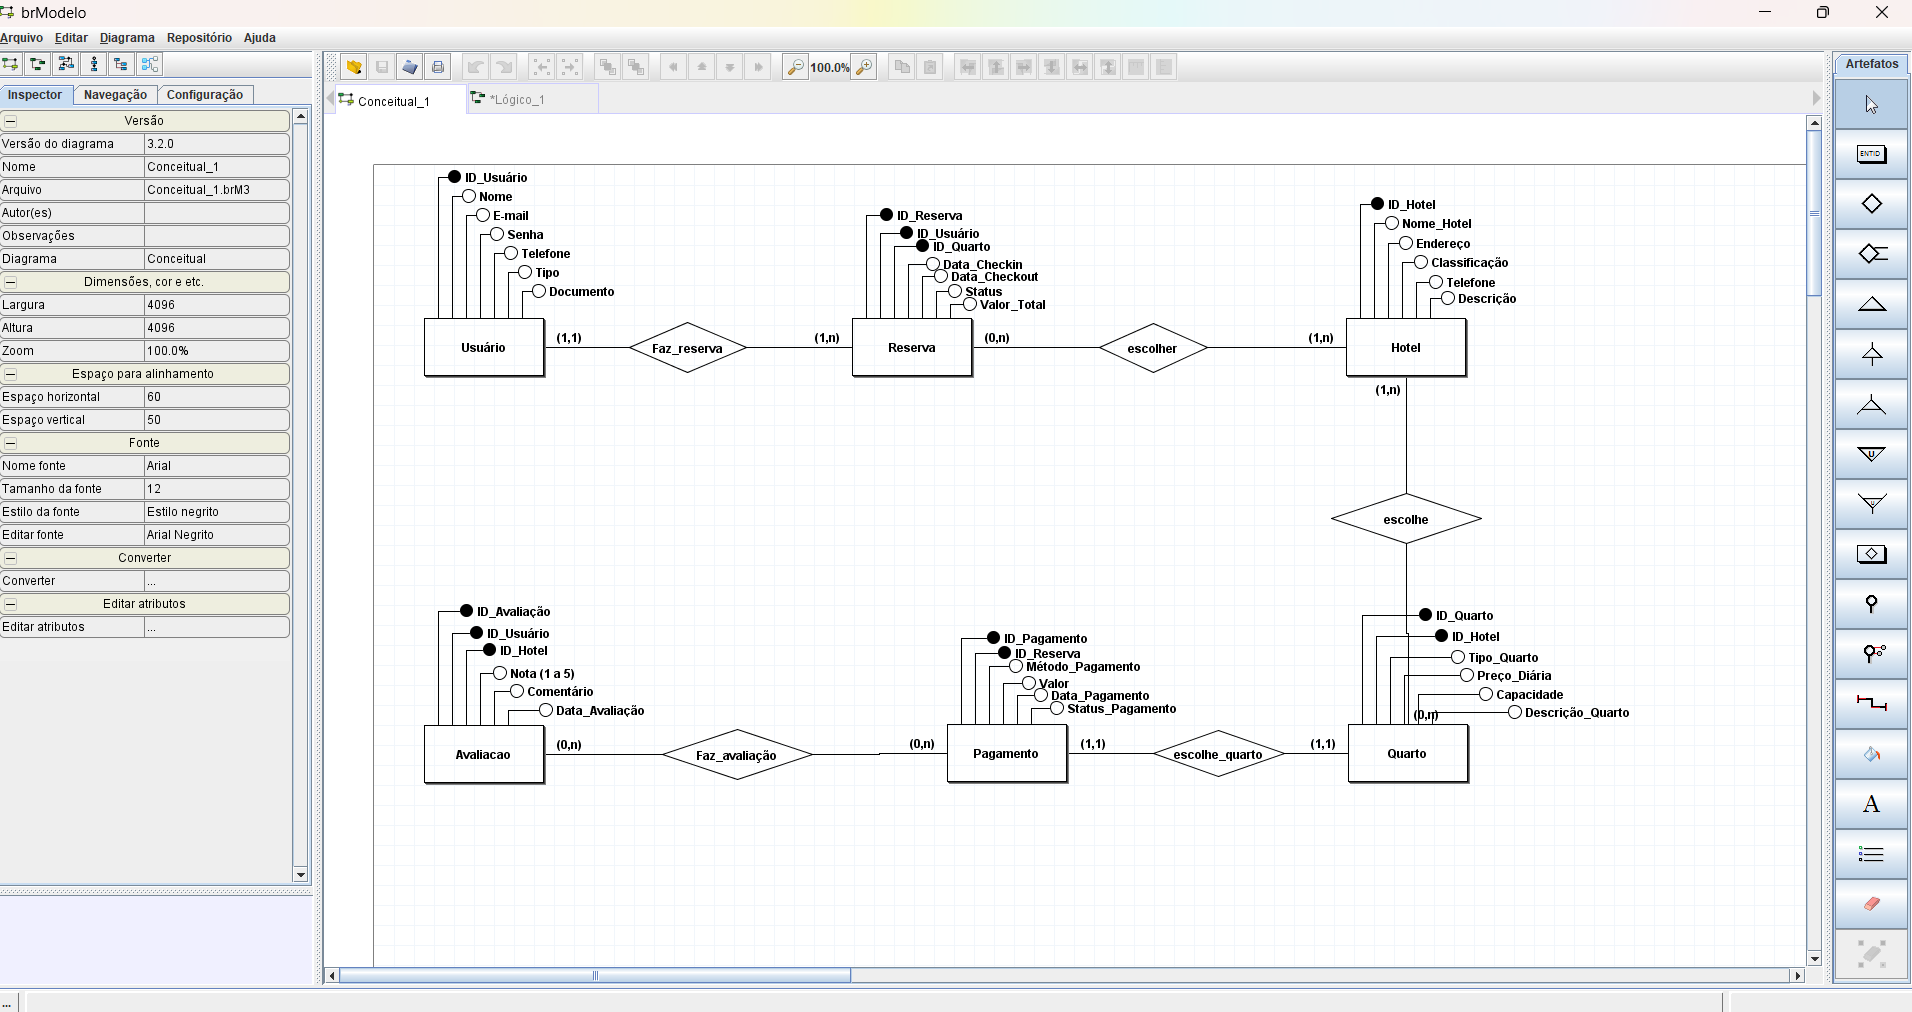 brModelo
Arquivo Editar Diagrama Repositório Ajuda
100.0%
Inspector Navegação Configuração
Conceitual_1 *Lógico_1
Artefatos
Versão
Versão do diagrama 3.2.0
Nome Conceitual_1
Arquivo Conceitual_1.brM3
Autor(es)
Observações
Diagrama Conceitual
Dimensões, cor e etc.
Largura 4096
Altura 4096
Zoom 100.0%
Espaço para alinhamento
Espaço horizontal 60
Espaço vertical 50
Fonte
Nome fonte Arial
Tamanho da fonte 12
Estilo da fonte Estilo negrito
Editar fonte Arial Negrito
Converter
Converter ...
Editar atributos
Editar atributos ...
ID_Usuário
Nome
E-mail
Senha
Telefone
Tipo
Documento
Usuário
(1,1)
Faz_reserva
(1,n)
ID_Reserva
ID_Usuário
ID_Quarto
Data_Checkin
Data_Checkout
Status
Valor_Total
Reserva
(0,n)
escolher
(1,n)
ID_Hotel
Nome_Hotel
Endereço
Classificação
Telefone
Descrição
Hotel
(1,n)
escolhe
ID_Avaliação
ID_Usuário
ID_Hotel
Nota (1 a 5)
Comentário
Data_Avaliação
Avaliacao
(0,n)
Faz_avaliação
(0,n)
ID_Pagamento
ID_Reserva
Método_Pagamento
Valor
Data_Pagamento
Status_Pagamento
Pagamento
(1,1)
escolhe_quarto
(1,1)
ID_Quarto
ID_Hotel
Tipo_Quarto
Preço_Diária
Capacidade
Descrição_Quarto
(0,n)
Quarto
ENTID
U
U
A
...